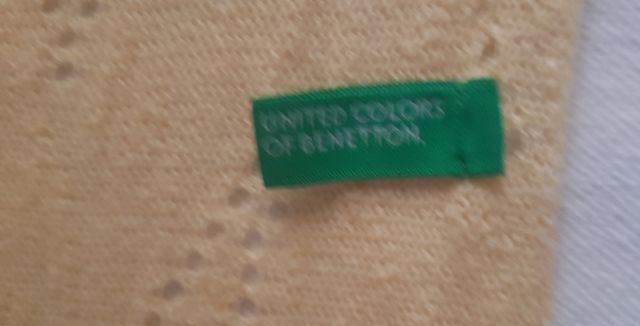 UNITED COLORS
OF BENETTON.